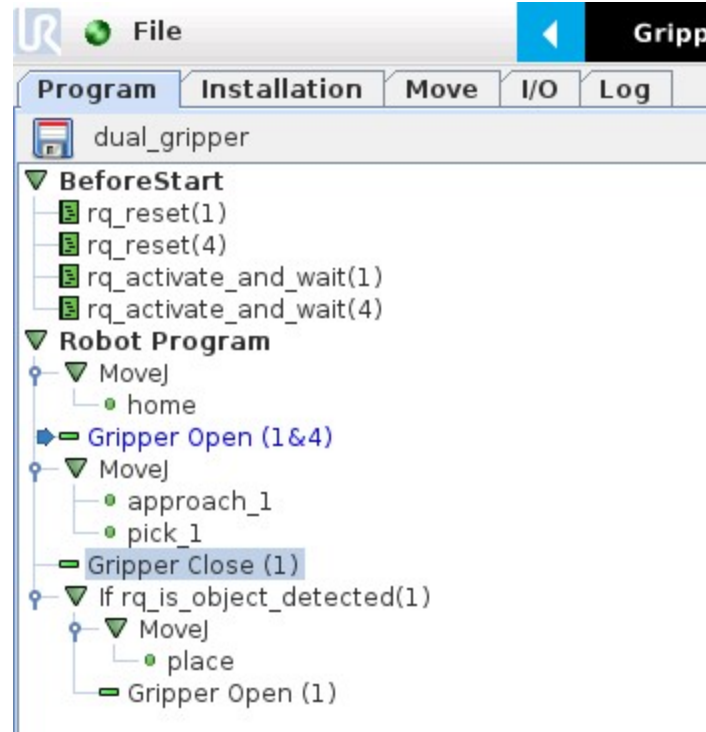 UR File Gripp
Program Installation Move I/O Log
dual_gripper
BeforeStart
rq_reset(1)
rq_reset(4)
rq_activate_and_wait(1)
rq_activate_and_wait(4)
Robot Program
MoveJ
home
Gripper Open (1&4)
MoveJ
approach_1
pick_1
Gripper Close (1)
If rq_is_object_detected(1)
MoveJ
place
Gripper Open (1)